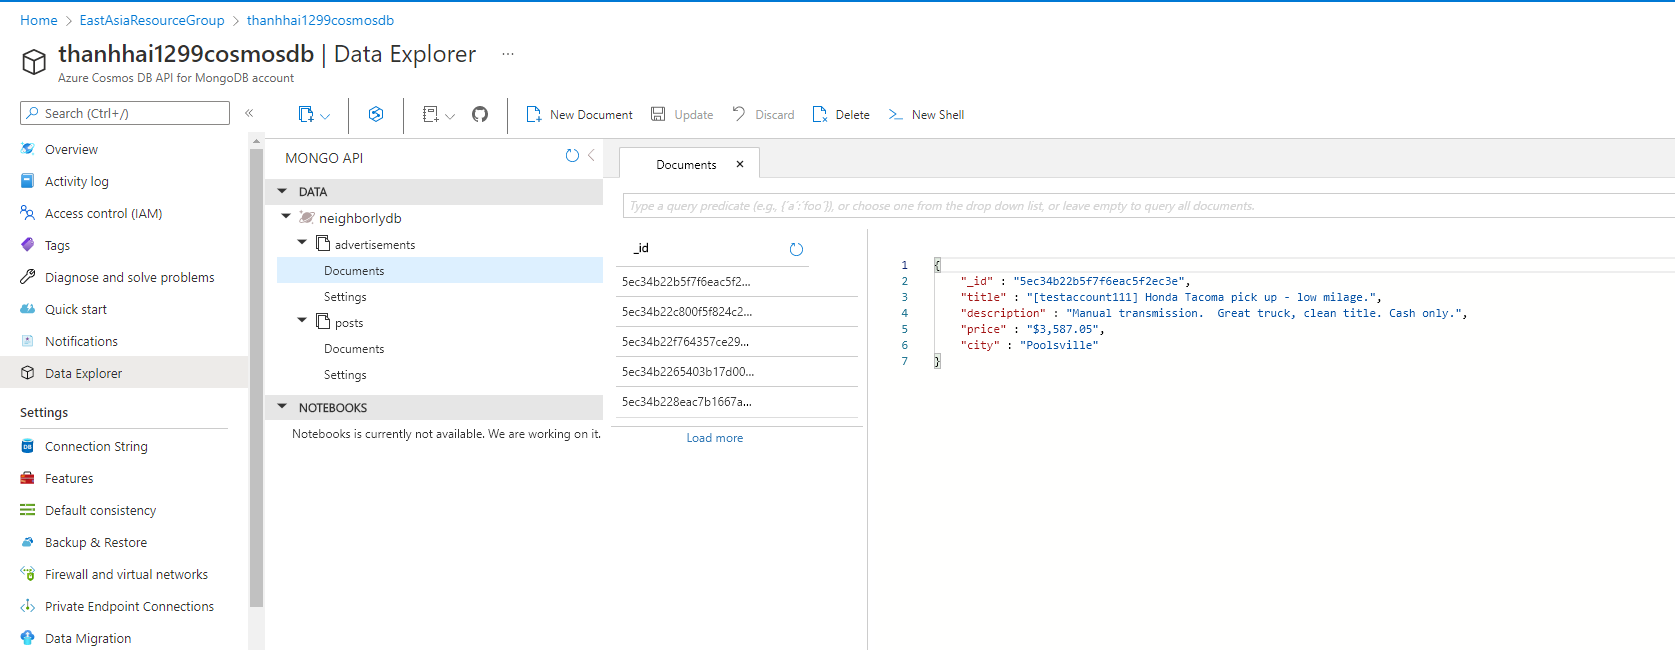 Home > EastAsiaResourceGroup > thanhhai1299cosmosdb
thanhhai1299cosmosdb | Data Explorer ...
Azure Cosmos DB API for MongoDB account
Search (Ctrl+/)
«
Overview
Activity log
Access control (IAM)
Tags
Diagnose and solve problems
Quick start
Notifications
Data Explorer
Settings
Connection String
Features
Default consistency
Backup & Restore
Firewall and virtual networks
Private Endpoint Connections
Data Migration
New Document
Update
Discard
Delete
New Shell
MONGO API
DATA
neighborlydb
advertisements
Documents
Settings
posts
Documents
Settings
NOTEBOOKS
Notebooks is currently not available. We are working on it.
Documents
Type a query predicate (e.g., {´a´:´foo´}), or choose one from the drop down list, or leave empty to query all documents.
_id
5ec34b22b5f7f6eac5f2...
5ec34b22c800f5f824c2...
5ec34b22f764357ce29...
5ec34b2265403b17d00...
5ec34b228eac7b1667a...
Load more
1 {
2 "_id" : "5ec34b22b5f7f6eac5f2ec3e",
3 "title" : "[testaccount111] Honda Tacoma pick up - low milage.",
4 "description" : "Manual transmission.  Great truck, clean title. Cash only.",
5 "price" : "$3,587.05",
6 "city" : "Poolsville"
7 }